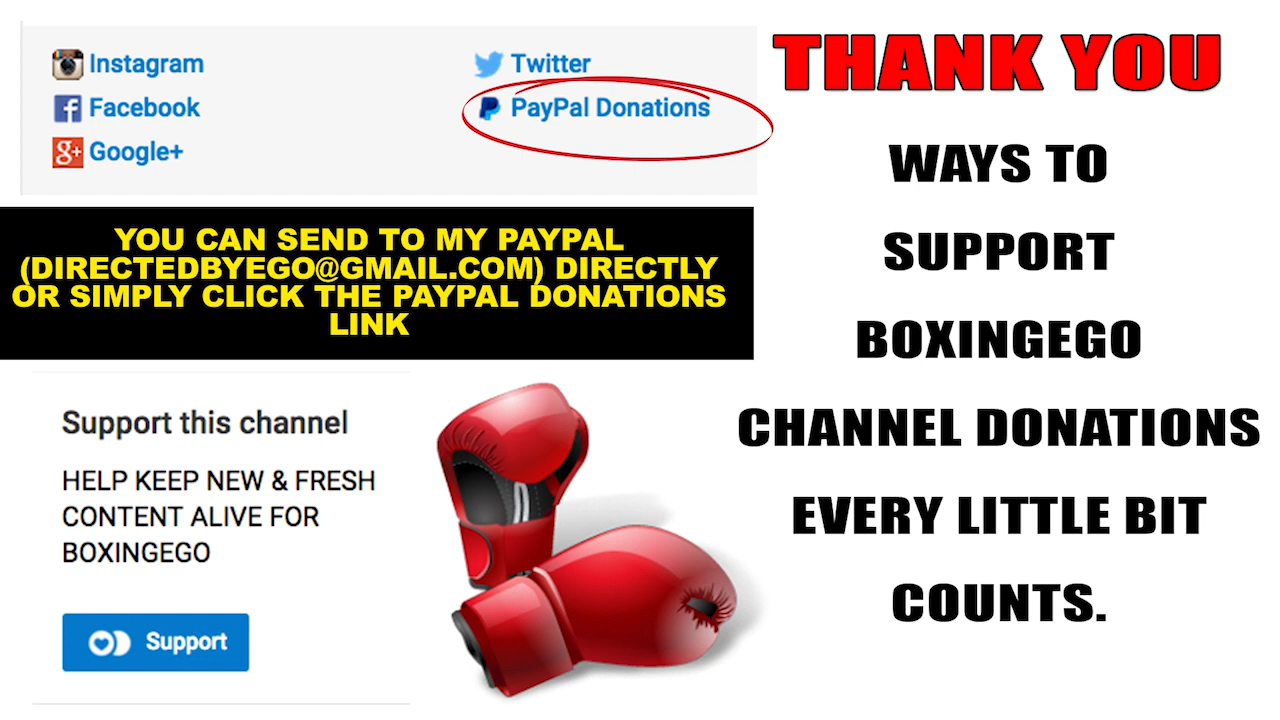 Instagram
Twitter
Facebook
PayPal Donations
g+ Google+
YOU CAN SEND TO MY PAYPAL
(DIRECTEDBYEGO@GMAIL.COM) DIRECTLY
OR SIMPLY CLICK THE PAYPAL DONATIONS
LINK
Support this channel
HELP KEEP NEW & FRESH
CONTENT ALIVE FOR
BOXINGEGO
Support
THANK YOU
WAYS TO
SUPPORT
BOXINGEGO
CHANNEL DONATIONS
EVERY LITTLE BIT
COUNTS.